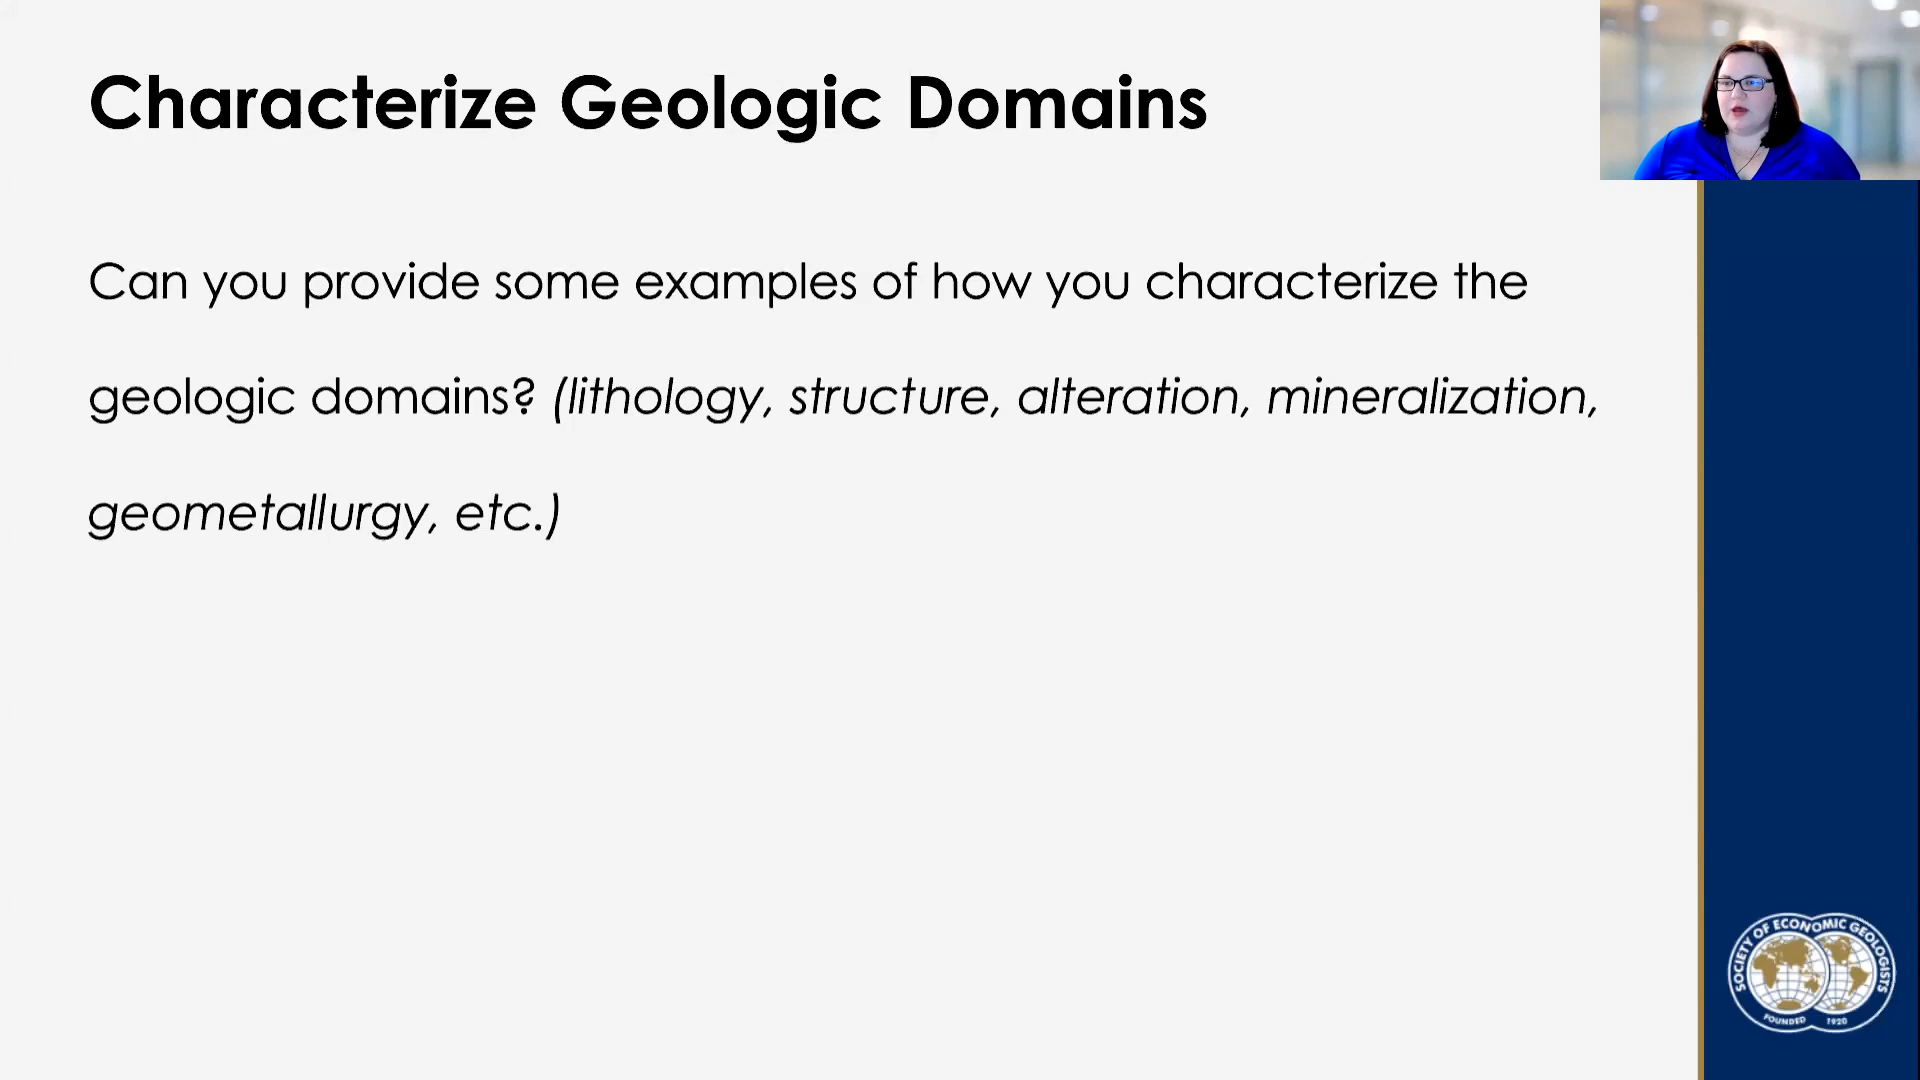 Characterize Geologic Domains
Can you provide some examples of how you characterize the
geologic domains? (lithology, structure, alteration, mineralization,
geometallurgy, etc.)
SOCIETY OF ECONOMIC GEOLOGISTS
FOUNDED 1920